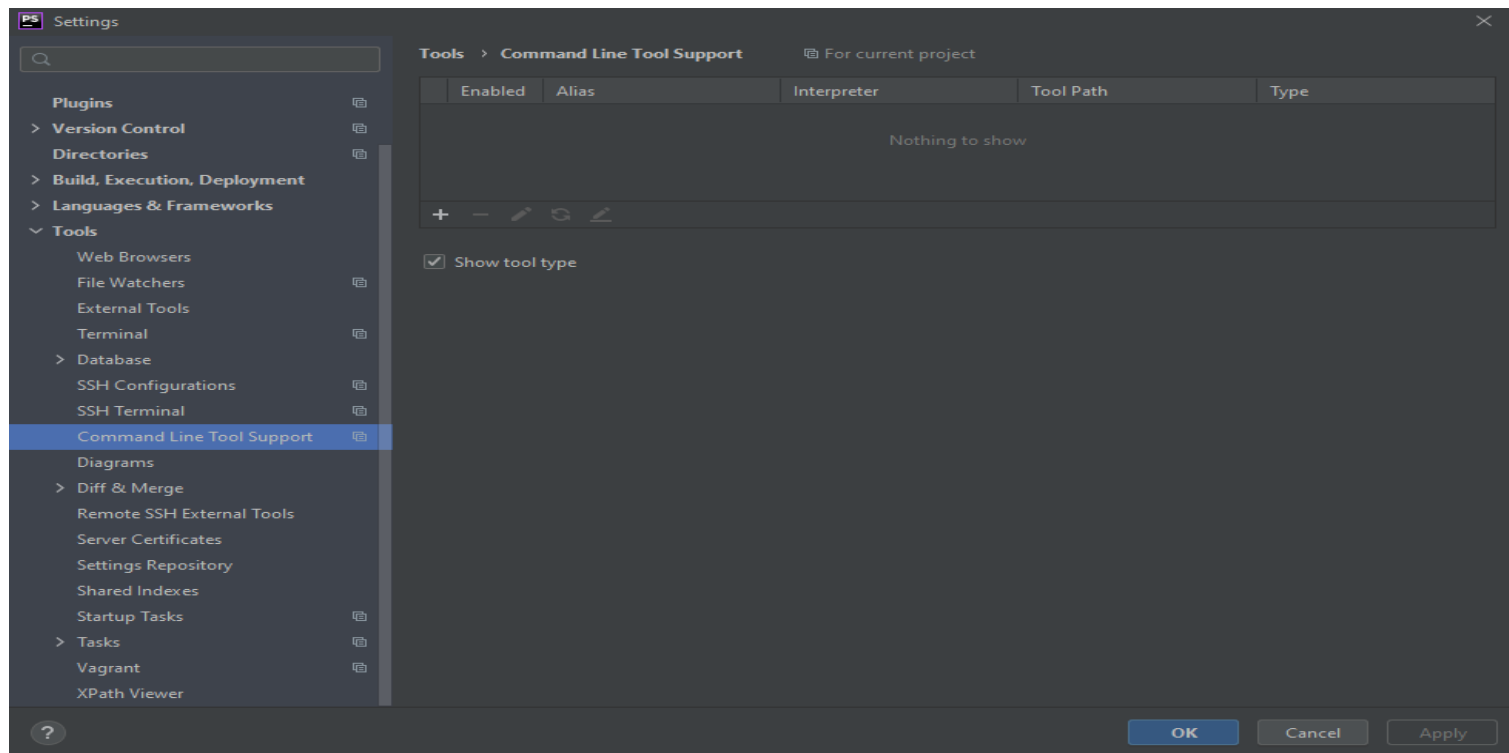 PS Settings
Plugins
Version Control
Directories
Build, Execution, Deployment
Languages & Frameworks
Tools
Web Browsers
File Watchers
External Tools
Terminal
Database
SSH Configurations
SSH Terminal
Command Line Tool Support
Diagrams
Diff & Merge
Remote SSH External Tools
Server Certificates
Settings Repository
Shared Indexes
Startup Tasks
Tasks
Vagrant
XPath Viewer
Tools > Command Line Tool Support For current project
Enabled Alias Interpreter Tool Path Type
Nothing to show
Show tool type
?
OK Cancel Apply